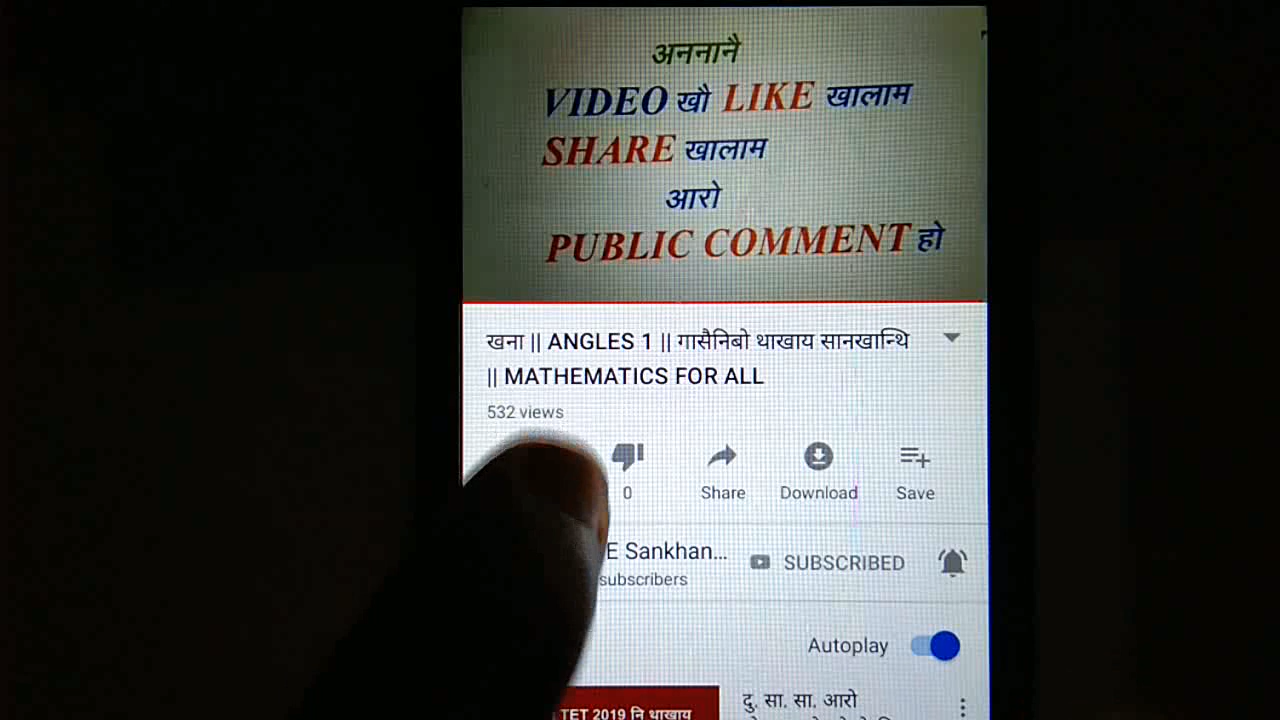 अननानै
VIDEO खौ LIKE खालाम
SHARE खालाम
आरो
PUBLIC COMMENT हो
खना || ANGLES 1 || गासैनिबो थाखाय सानखान्थि
|| MATHEMATICS FOR ALL
532 views
0
Share
Download
Save
E Sankhan...
subscribers
SUBSCRIBED
Autoplay
TET 2019 नि थाखाय
दु. सा. सा. आरो